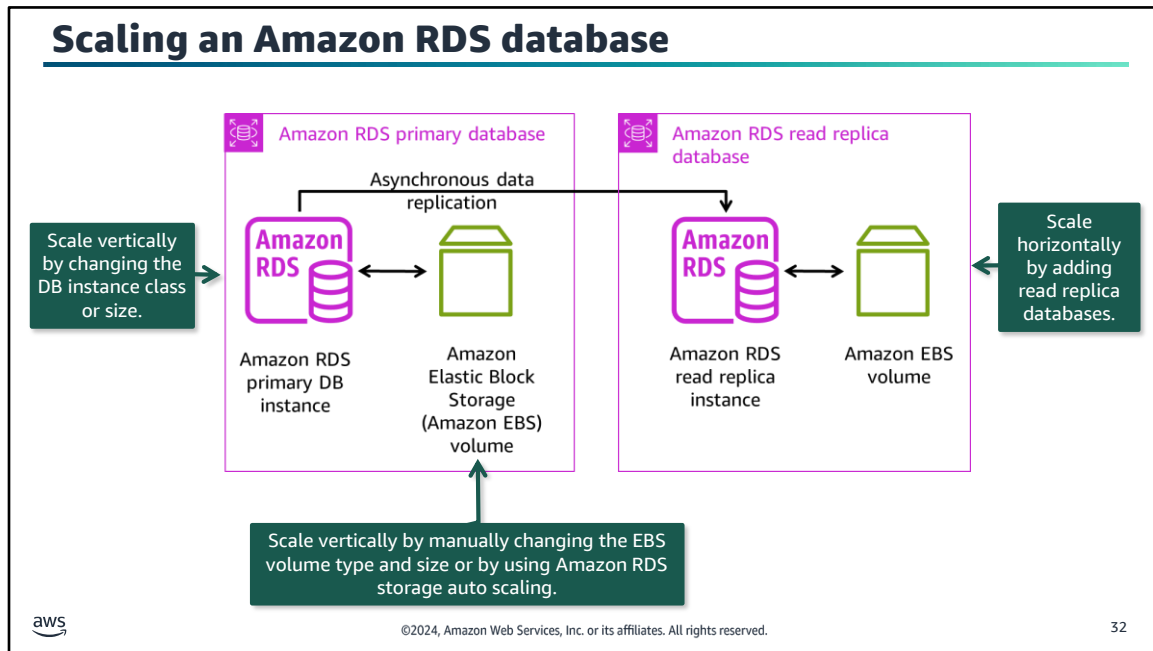 Scaling an Amazon RDS database
Amazon RDS primary database
Amazon RDS read replica
database
Asynchronous data
replication
Scale vertically
by changing the
DB instance class
or size.
Amazon
RDS
Amazon
RDS
Scale
horizontally
by adding
read replica
databases.
Amazon RDS
primary DB
instance
Amazon
Elastic Block
Storage
(Amazon EBS)
volume
Amazon RDS
read replica
instance
Amazon EBS
volume
Scale vertically by manually changing the EBS
volume type and size or by using Amazon RDS
storage auto scaling.
aws
©2024, Amazon Web Services, Inc. or its affiliates. All rights reserved.
32